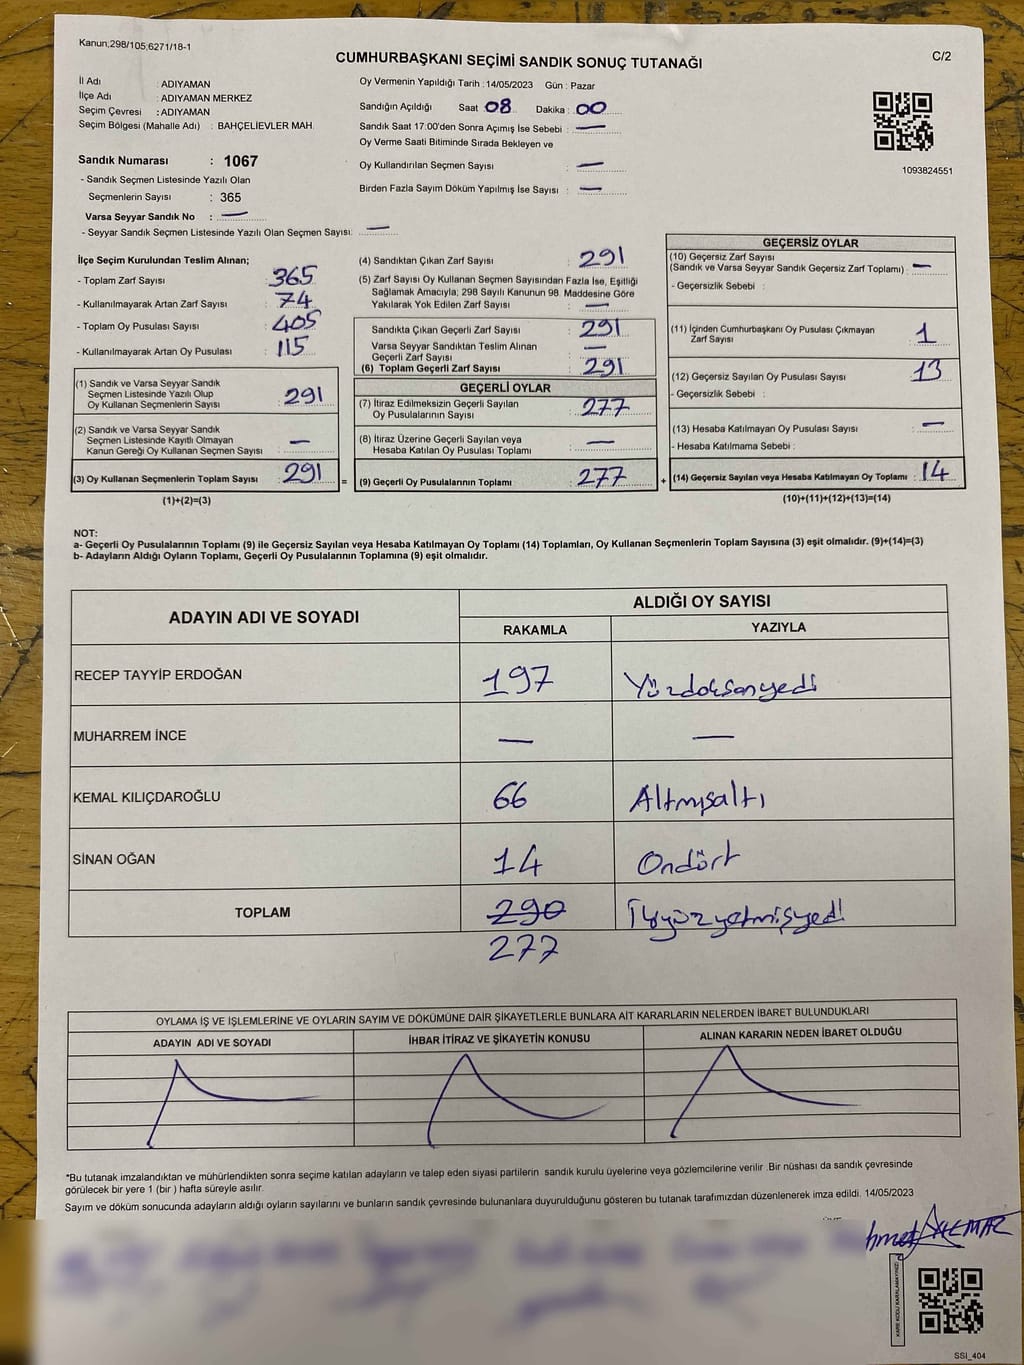 Kanun;298/105;6271/18-1
CUMHURBAŞKANI SEÇİMİ SANDIK SONUÇ TUTANAĞI
C/2
İl Adı : ADIYAMAN
İlçe Adı : ADIYAMAN MERKEZ
Seçim Çevresi : ADIYAMAN
Seçim Bölgesi (Mahalle Adı) : BAHÇELİEVLER MAH.
Sandık Numarası : 1067
- Sandık Seçmen Listesinde Yazılı Olan
Seçmenlerin Sayısı : 365
Varsa Seyyar Sandık No : —
- Seyyar Sandık Seçmen Listesinde Yazılı Olan Seçmen Sayısı: —
Oy Vermenin Yapıldığı Tarih : 14/05/2023 Gün : Pazar
Sandığın Açıldığı Saat 08 Dakika : 00
Sandık Saat 17:00'den Sonra Açımış İse Sebebi : —
Oy Verme Saati Bitiminde Sırada Bekleyen ve
Oy Kullandırılan Seçmen Sayısı : —
Birden Fazla Sayım Döküm Yapılmış İse Sayısı : —
1093824551
İlçe Seçim Kurulundan Teslim Alınan;
- Toplam Zarf Sayısı : 365
- Kullanılmayarak Artan Zarf Sayısı : 74
- Toplam Oy Pusulası Sayısı : 405
- Kullanılmayarak Artan Oy Pusulası : 115
(1) Sandık ve Varsa Seyyar Sandık
Seçmen Listesinde Yazılı Olup
Oy Kullanan Seçmenlerin Sayısı : 291
(2) Sandık ve Varsa Seyyar Sandık
Seçmen Listesinde Kayıtlı Olmayan
Kanun Gereği Oy Kullanan Seçmen Sayısı : —
(3) Oy Kullanan Seçmenlerin Toplam Sayısı : 291 =
(1)+(2)=(3)
(4) Sandıktan Çıkan Zarf Sayısı : 291
(5) Zarf Sayısı Oy Kullanan Seçmen Sayısından Fazla İse, Eşitliği
Sağlamak Amacıyla; 298 Sayılı Kanunun 98. Maddesine Göre
Yakılarak Yok Edilen Zarf Sayısı : —
Sandıkta Çıkan Geçerli Zarf Sayısı : 291
Varsa Seyyar Sandıktan Teslim Alınan
Geçerli Zarf Sayısı : —
(6) Toplam Geçerli Zarf Sayısı : 291
GEÇERLİ OYLAR
(7) İtiraz Edilmeksizin Geçerli Sayılan
Oy Pusulalarının Sayısı : 277
(8) İtiraz Üzerine Geçerli Sayılan veya
Hesaba Katılan Oy Pusulası Toplamı : —
(9) Geçerli Oy Pusulalarının Toplamı : 277 +
GEÇERSİZ OYLAR
(10) Geçersiz Zarf Sayısı
(Sandık ve Varsa Seyyar Sandık Geçersiz Zarf Toplamı) : —
- Geçersizlik Sebebi :
(11) İçinden Cumhurbaşkanı Oy Pusulası Çıkmayan
Zarf Sayısı : 1
(12) Geçersiz Sayılan Oy Pusulası Sayısı : 13
- Geçersizlik Sebebi :
(13) Hesaba Katılmayan Oy Pusulası Sayısı : —
- Hesaba Katılmama Sebebi :
(14) Geçersiz Sayılan veya Hesaba Katılmayan Oy Toplamı : 14
(10)+(11)+(12)+(13)=(14)
NOT:
a- Geçerli Oy Pusulalarının Toplamı (9) ile Geçersiz Sayılan veya Hesaba Katılmayan Oy Toplamı (14) Toplamları, Oy Kullanan Seçmenlerin Toplam Sayısına (3) eşit olmalıdır. (9)+(14)=(3)
b- Adayların Aldığı Oyların Toplamı, Geçerli Oy Pusulalarının Toplamına (9) eşit olmalıdır.
ADAYIN ADI VE SOYADI
ALDIĞI OY SAYISI
RAKAMLA YAZIYLA
RECEP TAYYİP ERDOĞAN 197 Yüzdoksanyedi
MUHARREM İNCE — —
KEMAL KILIÇDAROĞLU 66 Altmışaltı
SİNAN OĞAN 14 Ondört
TOPLAM 290 İkiyüzyetmişyedi
277
OYLAMA İŞ VE İŞLEMLERİNE VE OYLARIN SAYIM VE DÖKÜMÜNE DAİR ŞİKAYETLERLE BUNLARA AİT KARARLARIN NELERDEN İBARET BULUNDUKLARI
ADAYIN ADI VE SOYADI İHBAR İTİRAZ VE ŞİKAYETİN KONUSU ALINAN KARARIN NEDEN İBARET OLDUĞU
*Bu tutanak imzalandıktan ve mühürlendikten sonra seçime katılan adayların ve talep eden siyasi partilerin sandık kurulu üyelerine veya gözlemcilerine verilir .Bir nüshası da sandık çevresinde
görülecek bir yere 1 (bir ) hafta süreyle asılır.
Sayım ve döküm sonucunda adayların aldığı oyların sayılarını ve bunların sandık çevresinde bulunanlara duyurulduğunu gösteren bu tutanak tarafımızdan düzenlenerek imza edildi. 14/05/2023
KARE KODU KARALAMAYINIZ!
SSI_404